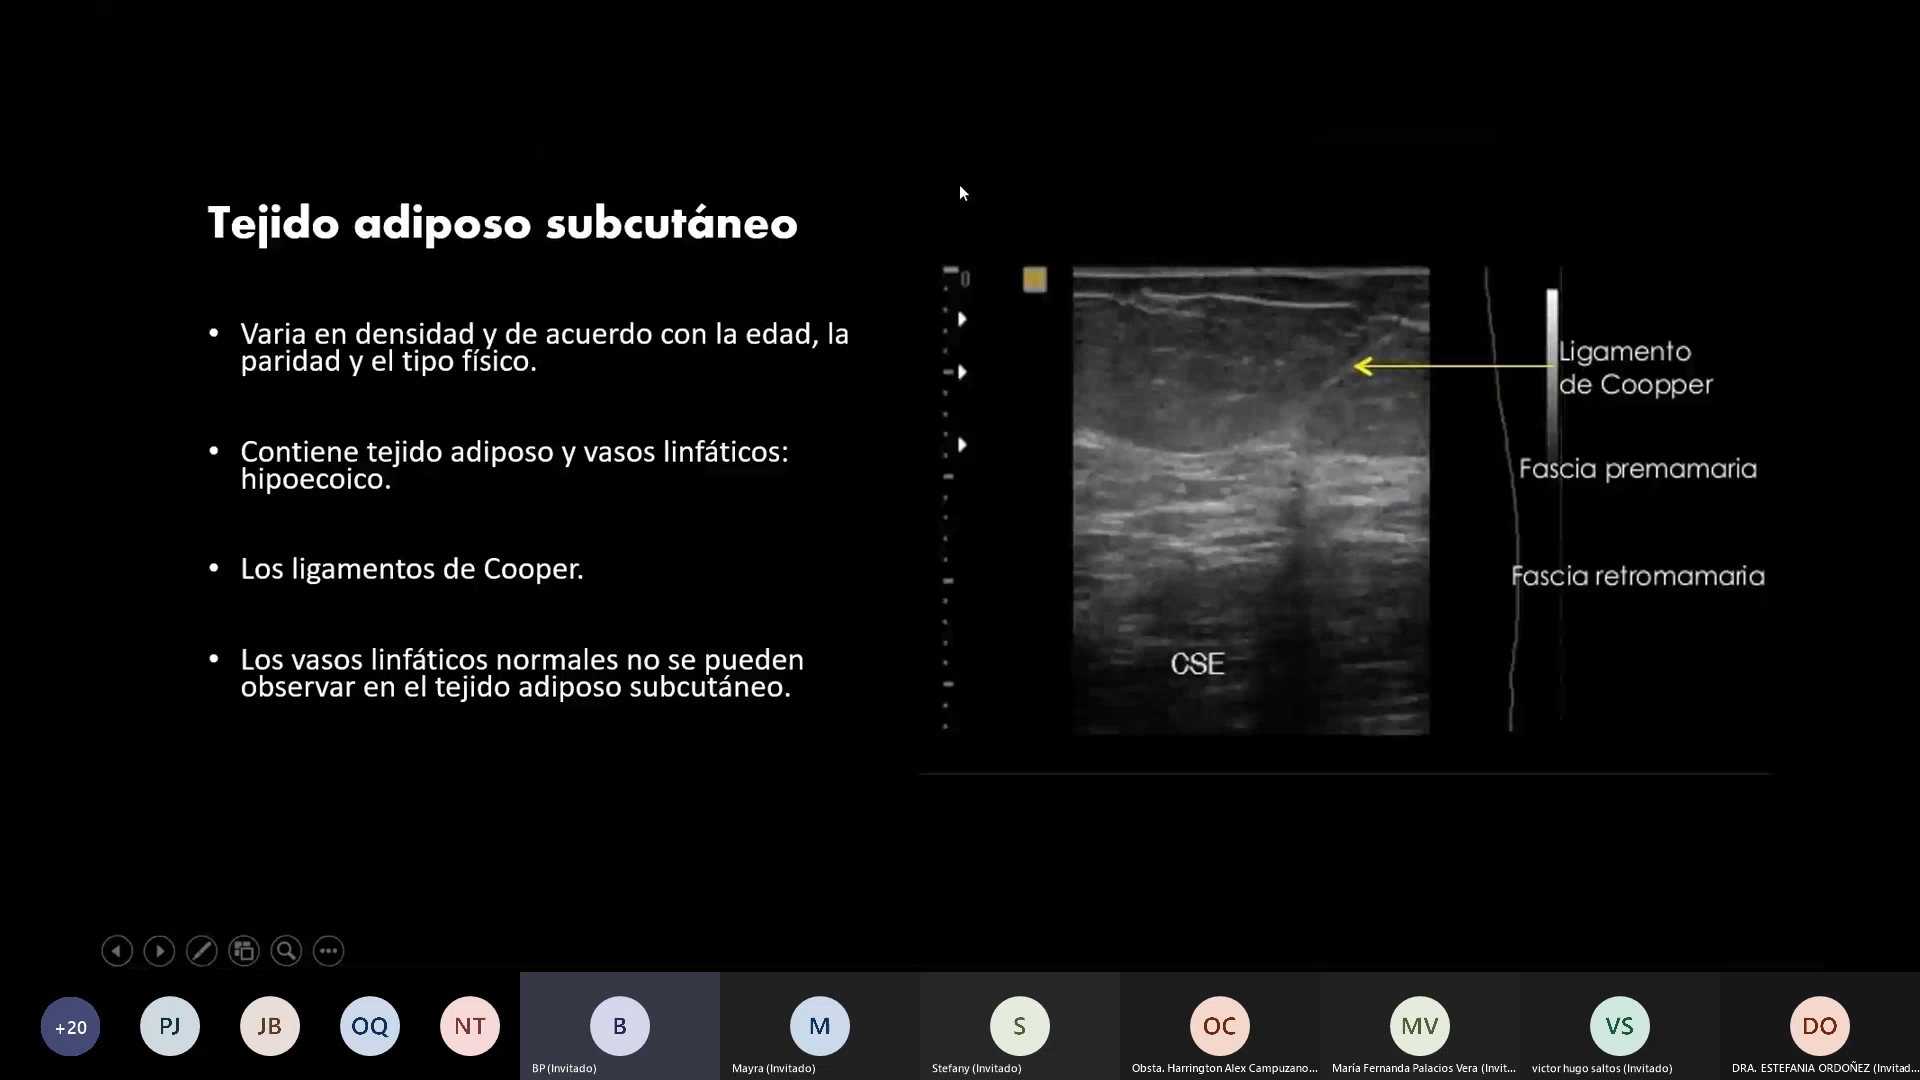 Tejido adiposo subcutáneo
• Varia en densidad y de acuerdo con la edad, la
paridad y el tipo físico.
• Contiene tejido adiposo y vasos linfáticos:
hipoecoico.
• Los ligamentos de Cooper.
• Los vasos linfáticos normales no se pueden
observar en el tejido adiposo subcutáneo.
0
Ligamento
de Coopper
Fascia premamaria
Fascia retromamaria
CSE
+20
PJ
JB
OQ
NT
B
M
S
OC
MV
VS
DO
BP (Invitado)
Mayra (Invitado)
Stefany (Invitado)
Obsta. Harrington Alex Campuzano...
María Fernanda Palacios Vera (Invit...
victor hugo saltos (Invitado)
DRA. ESTEFANIA ORDOÑEZ (Invitad...